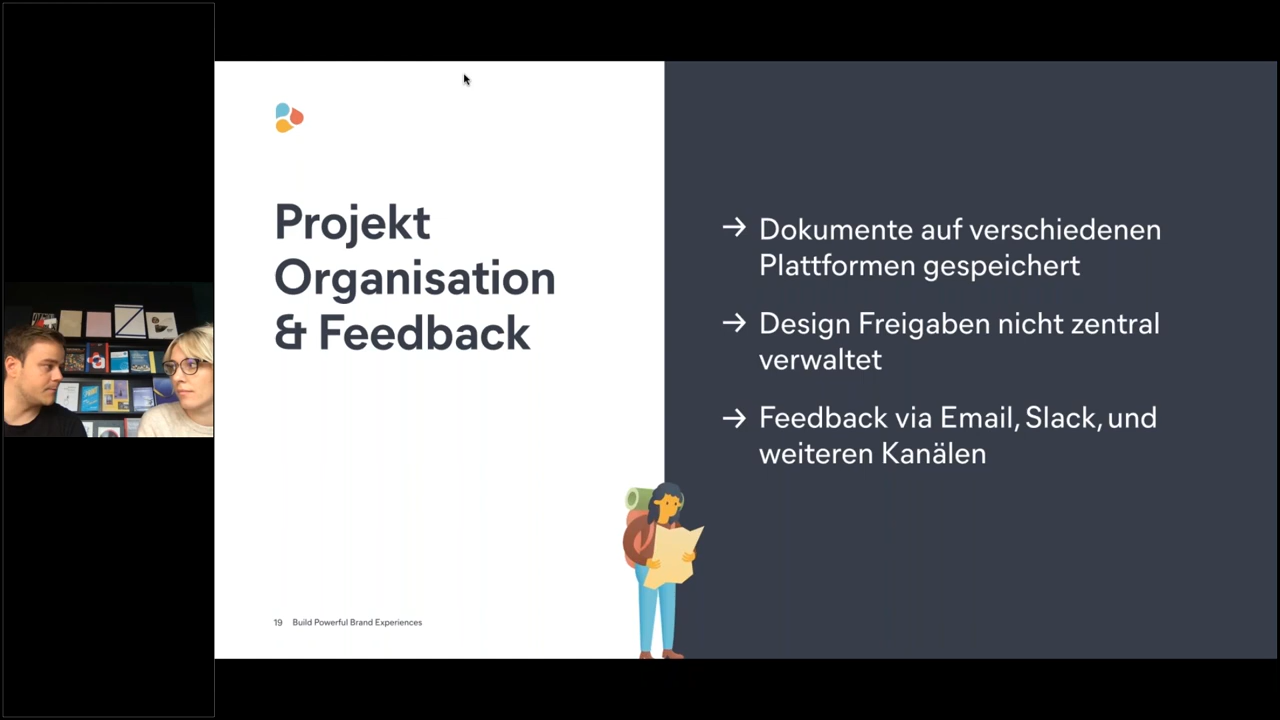 Projekt
Organisation
& Feedback
→ Dokumente auf verschiedenen
Plattformen gespeichert
→ Design Freigaben nicht zentral
verwaltet
→ Feedback via Email, Slack, und
weiteren Kanälen
19 Build Powerful Brand Experiences